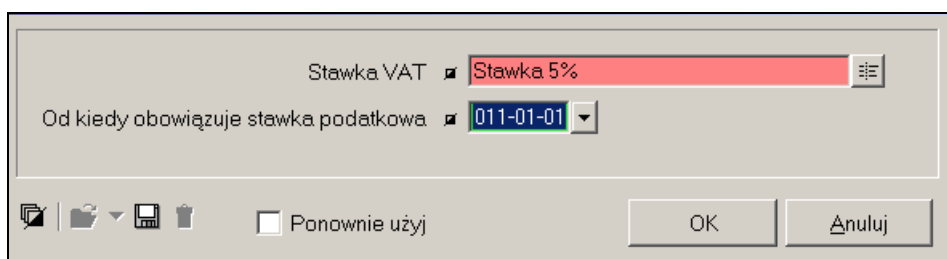 Stawka VAT Stawka 5%
Od kiedy obowiązuje stawka podatkowa 011-01-01
Ponownie użyj OK Anuluj